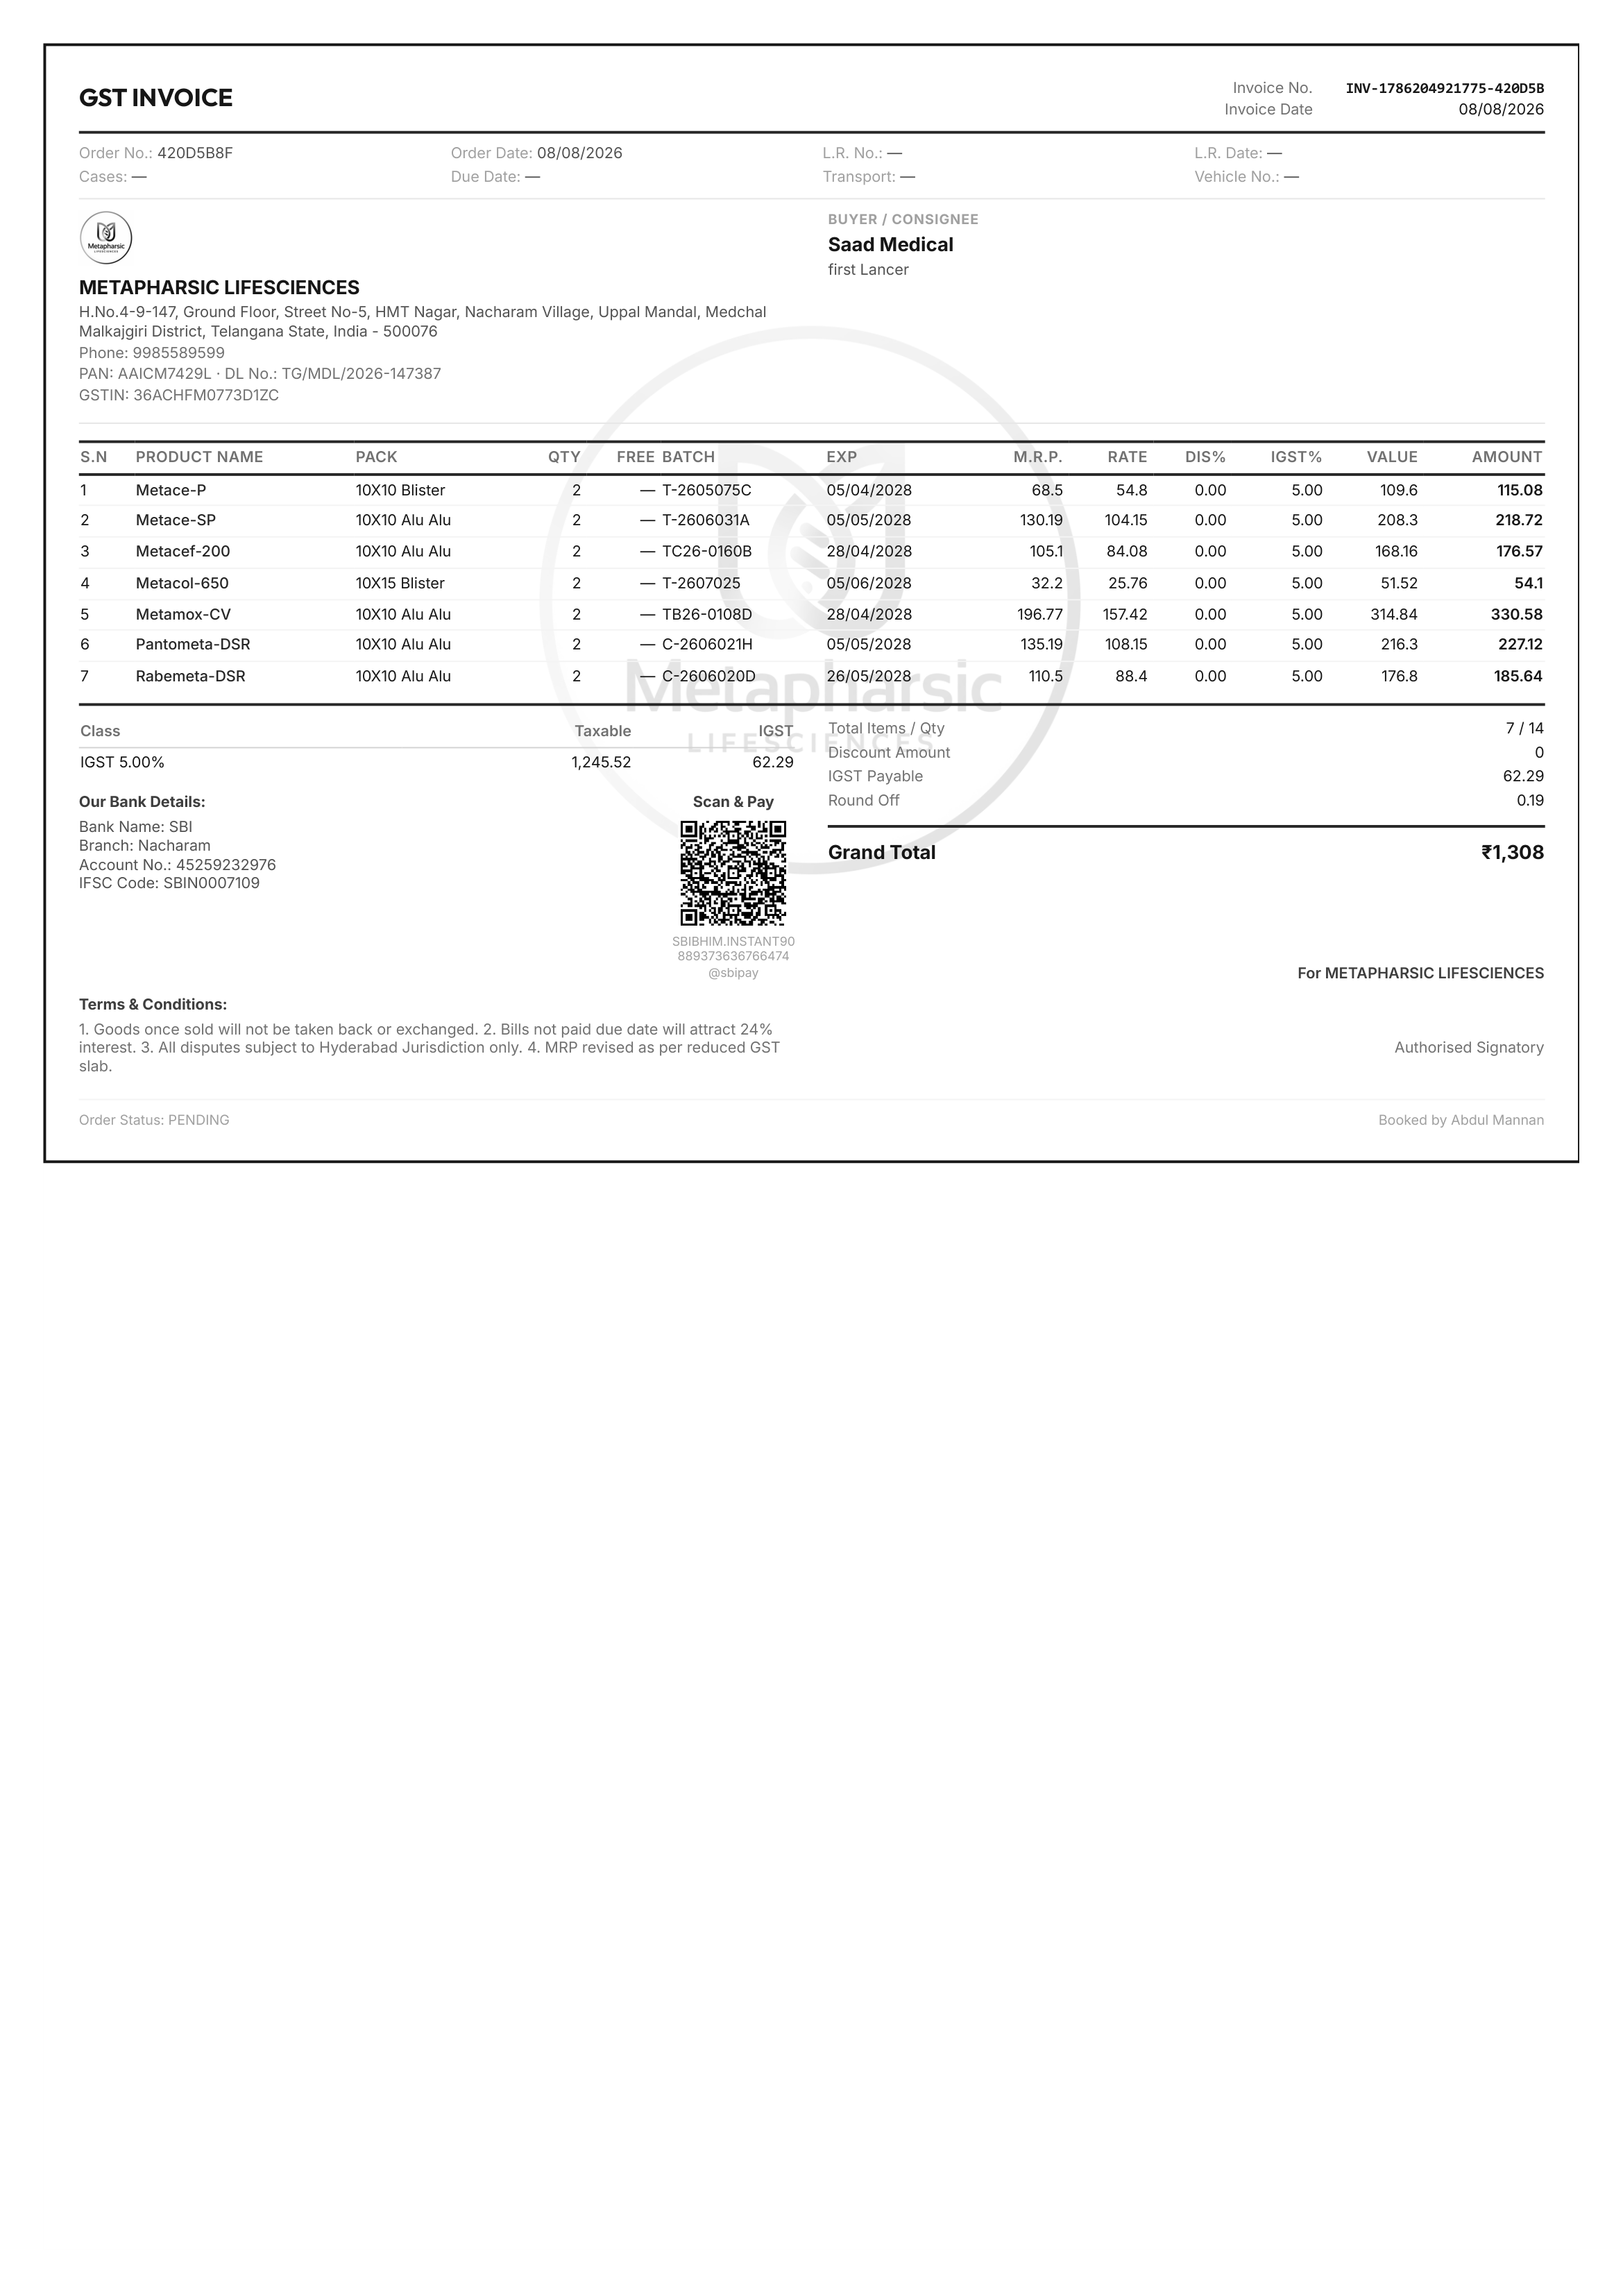 GST INVOICE
Invoice No. INV-1786204921775-420D5B
Invoice Date 08/08/2026
Order No.: 420D5B8F Order Date: 08/08/2026 L.R. No.: — L.R. Date: —
Cases: — Due Date: — Transport: — Vehicle No.: —
Metapharsic
LIFESCIENCES
METAPHARSIC LIFESCIENCES
H.No.4-9-147, Ground Floor, Street No-5, HMT Nagar, Nacharam Village, Uppal Mandal, Medchal
Malkajgiri District, Telangana State, India - 500076
Phone: 9985589599
PAN: AAICM7429L · DL No.: TG/MDL/2026-147387
GSTIN: 36ACHFM0773D1ZC
BUYER / CONSIGNEE
Saad Medical
first Lancer
S.N PRODUCT NAME PACK QTY FREE BATCH EXP M.R.P. RATE DIS% IGST% VALUE AMOUNT
1 Metace-P 10X10 Blister 2 — T-2605075C 05/04/2028 68.5 54.8 0.00 5.00 109.6 115.08
2 Metace-SP 10X10 Alu Alu 2 — T-2606031A 05/05/2028 130.19 104.15 0.00 5.00 208.3 218.72
3 Metacef-200 10X10 Alu Alu 2 — TC26-0160B 28/04/2028 105.1 84.08 0.00 5.00 168.16 176.57
4 Metacol-650 10X15 Blister 2 — T-2607025 05/06/2028 32.2 25.76 0.00 5.00 51.52 54.1
5 Metamox-CV 10X10 Alu Alu 2 — TB26-0108D 28/04/2028 196.77 157.42 0.00 5.00 314.84 330.58
6 Pantometa-DSR 10X10 Alu Alu 2 — C-2606021H 05/05/2028 135.19 108.15 0.00 5.00 216.3 227.12
7 Rabemeta-DSR 10X10 Alu Alu 2 — C-2606020D 26/05/2028 110.5 88.4 0.00 5.00 176.8 185.64
Metapharsic
LIFESCIENCES
Class Taxable IGST
IGST 5.00% 1,245.52 62.29
Total Items / Qty 7 / 14
Discount Amount 0
IGST Payable 62.29
Round Off 0.19
Grand Total ₹1,308
Our Bank Details:
Bank Name: SBI
Branch: Nacharam
Account No.: 45259232976
IFSC Code: SBIN0007109
Scan & Pay
SBIBHIM.INSTANT90
889373636766474
@sbipay
For METAPHARSIC LIFESCIENCES
Terms & Conditions:
1. Goods once sold will not be taken back or exchanged. 2. Bills not paid due date will attract 24%
interest. 3. All disputes subject to Hyderabad Jurisdiction only. 4. MRP revised as per reduced GST
slab.
Authorised Signatory
Order Status: PENDING Booked by Abdul Mannan